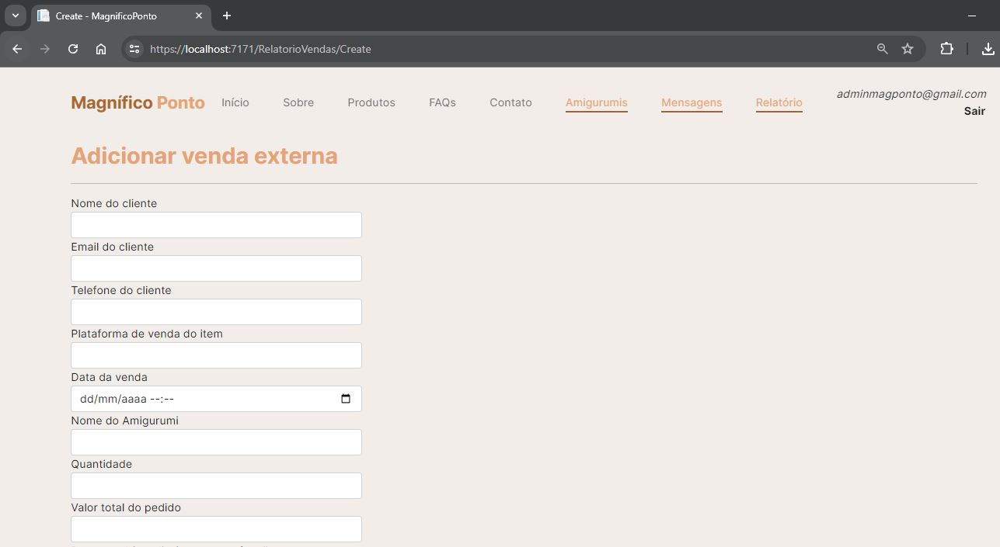 Create - MagnificoPonto
https://localhost:7171/RelatorioVendas/Create
Magnífico Ponto Início Sobre Produtos FAQs Contato Amigurumis Mensagens Relatório adminmagponto@gmail.com
Sair
Adicionar venda externa
Nome do cliente
Email do cliente
Telefone do cliente
Plataforma de venda do item
Data da venda
dd/mm/aaaa --:--
Nome do Amigurumi
Quantidade
Valor total do pedido